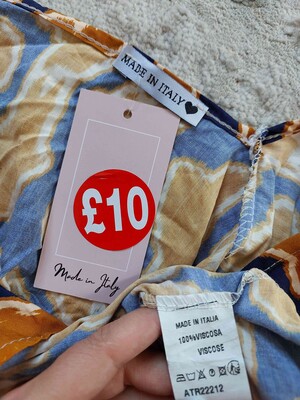 MADE IN ITALY
£10
Made in Italy
MADE IN ITALIA
100%VISCOSA
VISCOSE
ATR22212